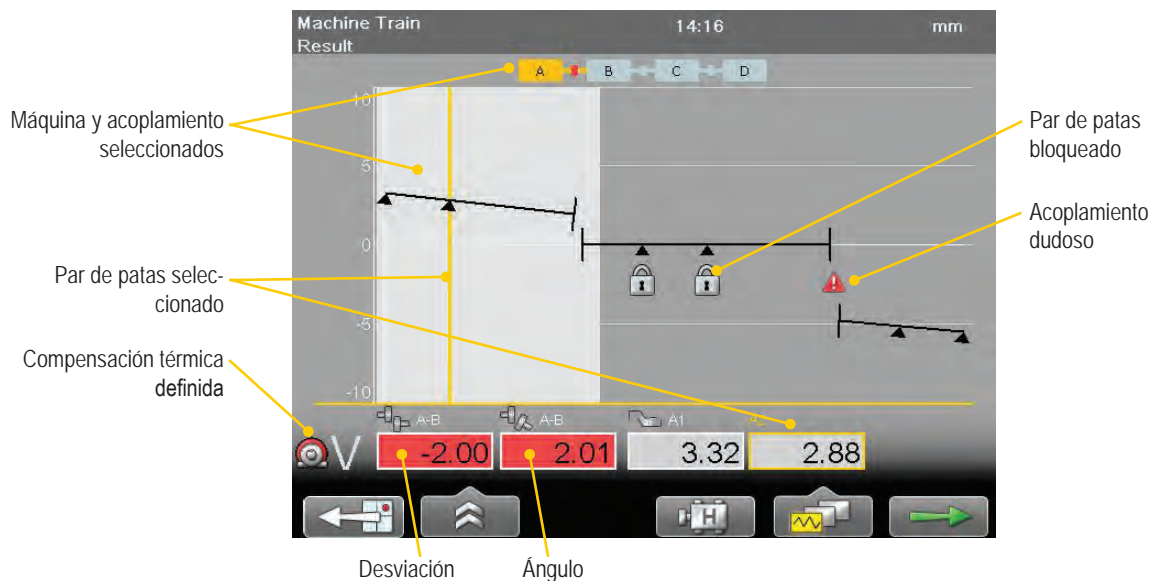 Machine Train 14:16 mm
Result
A B C D
10
5
0
-5
-10
Máquina y acoplamiento
seleccionados
Par de patas selec-
cionado
Compensación térmica
definida
Par de patas
bloqueado
Acoplamiento
dudoso
A-B A-B A1
V -2.00 2.01 3.32 2.88
H
Desviación Ángulo